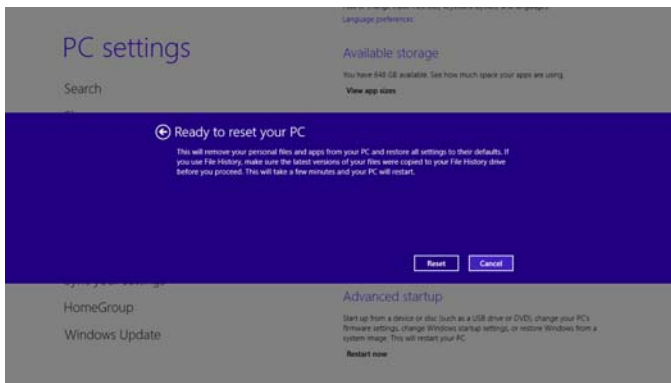 Language preferences
PC settings
Available storage
You have 648 GB available. See how much space your apps are using.
Search
View app sizes
Ready to reset your PC
This will remove your personal files and apps from your PC and restore all settings to their defaults. If
you use File History, make sure the latest versions of your files were copied to your File History drive
before you proceed. This will take a few minutes and your PC will restart.
Reset
Cancel
Advanced startup
HomeGroup
Start up from a device or disc (such as a USB drive or DVD), change your PC's
firmware settings, change Windows startup settings, or restore Windows from a
Windows Update
system image. This will restart your PC.
Restart now